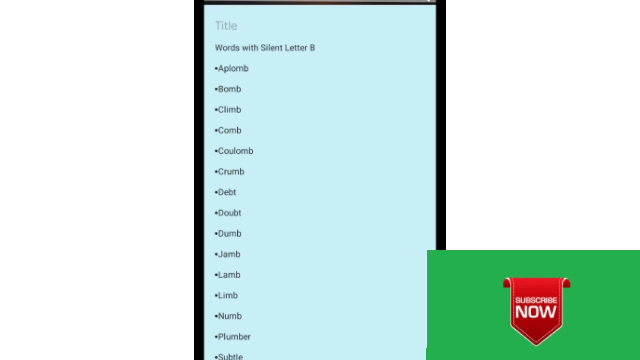 Title
Words with Silent Letter B
•Aplomb
•Bomb
•Climb
•Comb
•Coulomb
•Crumb
•Debt
•Doubt
•Dumb
•Jamb
•Lamb
•Limb
•Numb
•Plumber
•Subtle
SUBSCRIBE
NOW